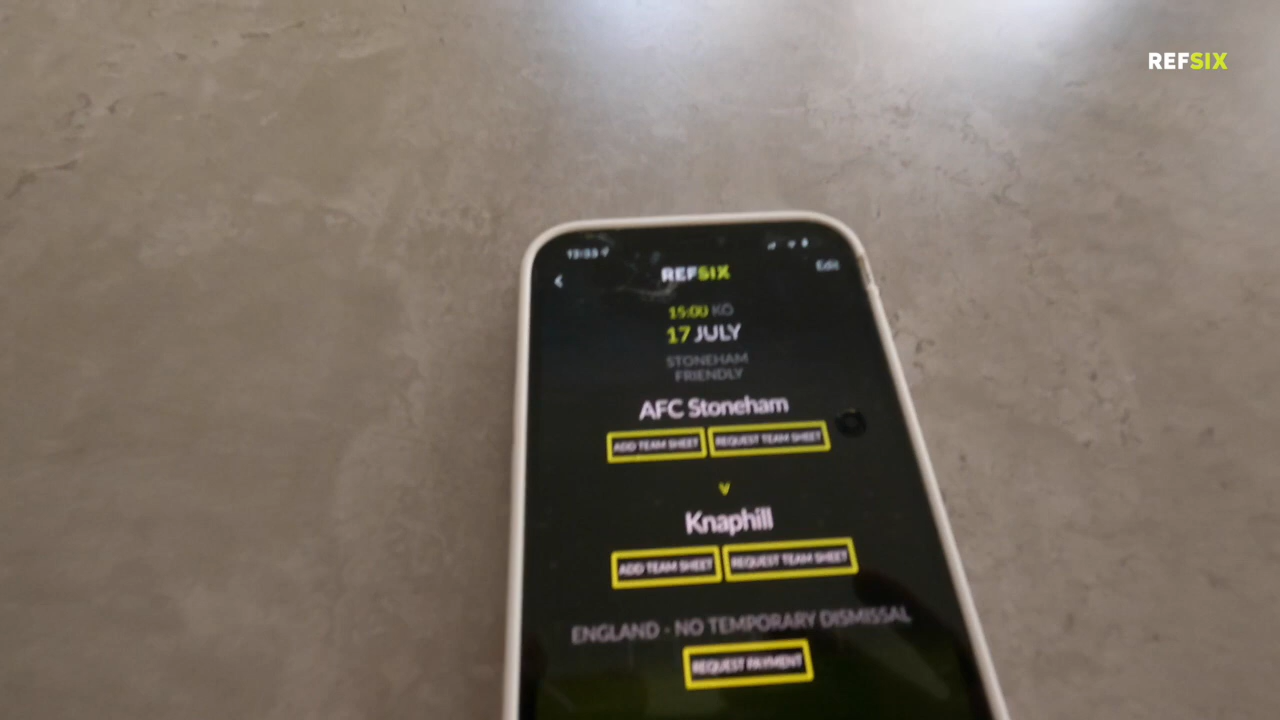 REFSIX
REFSIX
Edit
15:00 KO
17 JULY
STONEHAM
FRIENDLY
AFC Stoneham
ADD TEAM SHEET REQUEST TEAM SHEET
V
Knaphill
ADD TEAM SHEET REQUEST TEAM SHEET
ENGLAND - NO TEMPORARY DISMISSAL
REQUEST PAYMENT